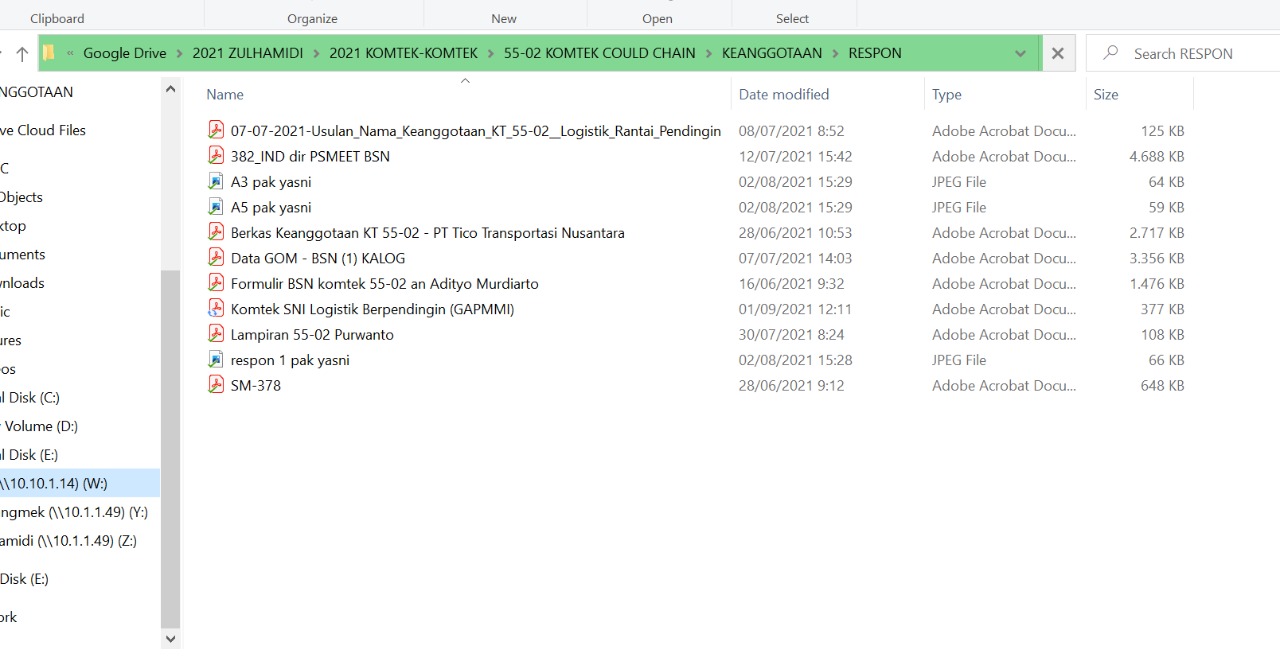 Clipboard Organize New Open Select
« Google Drive > 2021 ZULHAMIDI > 2021 KOMTEK-KOMTEK > 55-02 KOMTEK COULD CHAIN > KEANGGOTAAN > RESPON Search RESPON
NGGOTAAN
ve Cloud Files
C
Objects
ktop
uments
wnloads
ic
ures
os
l Disk (C:)
Volume (D:)
l Disk (E:)
\\10.10.1.14) (W:)
ngmek (\\10.1.1.49) (Y:)
amidi (\\10.1.1.49) (Z:)
Disk (E:)
ork
Name Date modified Type Size
07-07-2021-Usulan_Nama_Keanggotaan_KT_55-02__Logistik_Rantai_Pendingin 08/07/2021 8:52 Adobe Acrobat Docu... 125 KB
382_IND dir PSMEET BSN 12/07/2021 15:42 Adobe Acrobat Docu... 4.688 KB
A3 pak yasni 02/08/2021 15:29 JPEG File 64 KB
A5 pak yasni 02/08/2021 15:29 JPEG File 59 KB
Berkas Keanggotaan KT 55-02 - PT Tico Transportasi Nusantara 28/06/2021 10:53 Adobe Acrobat Docu... 2.717 KB
Data GOM - BSN (1) KALOG 07/07/2021 14:03 Adobe Acrobat Docu... 3.356 KB
Formulir BSN komtek 55-02 an Adityo Murdiarto 16/06/2021 9:32 Adobe Acrobat Docu... 1.476 KB
Komtek SNI Logistik Berpendingin (GAPMMI) 01/09/2021 12:11 Adobe Acrobat Docu... 377 KB
Lampiran 55-02 Purwanto 30/07/2021 8:24 Adobe Acrobat Docu... 108 KB
respon 1 pak yasni 02/08/2021 15:28 JPEG File 66 KB
SM-378 28/06/2021 9:12 Adobe Acrobat Docu... 648 KB